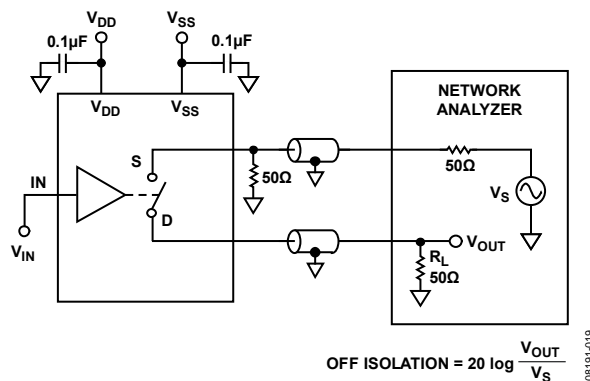 VDD
VSS
0.1µF
0.1µF
VDD
VSS
NETWORK
ANALYZER
S
50Ω
50Ω
VS
IN
D
VIN
VOUT
RL
50Ω
OFF ISOLATION = 20 log VOUT
VS
08191-019